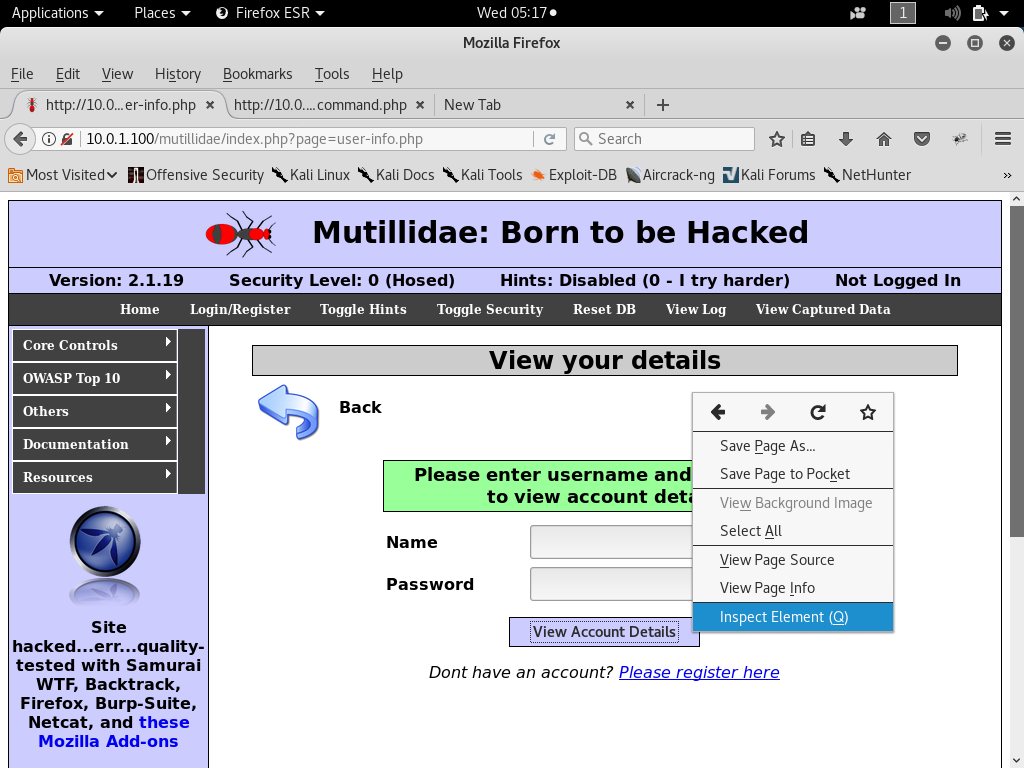 Applications Places Firefox ESR Wed 05:17 1
Mozilla Firefox
File Edit View History Bookmarks Tools Help
http://10.0...er-info.php http://10.0....command.php New Tab
10.0.1.100/mutillidae/index.php?page=user-info.php Search
Most Visited Offensive Security Kali Linux Kali Docs Kali Tools Exploit-DB Aircrack-ng Kali Forums NetHunter »
Mutillidae: Born to be Hacked
Version: 2.1.19 Security Level: 0 (Hosed) Hints: Disabled (0 - I try harder) Not Logged In
Home Login/Register Toggle Hints Toggle Security Reset DB View Log View Captured Data
Core Controls
OWASP Top 10
Others
Documentation
Resources
Site
hacked...err...quality-
tested with Samurai
WTF, Backtrack,
Firefox, Burp-Suite,
Netcat, and these
Mozilla Add-ons
View your details
Back
Please enter username and
to view account deta
Name
Password
View Account Details
Dont have an account? Please register here
Save Page As...
Save Page to Pocket
View Background Image
Select All
View Page Source
View Page Info
Inspect Element (Q)